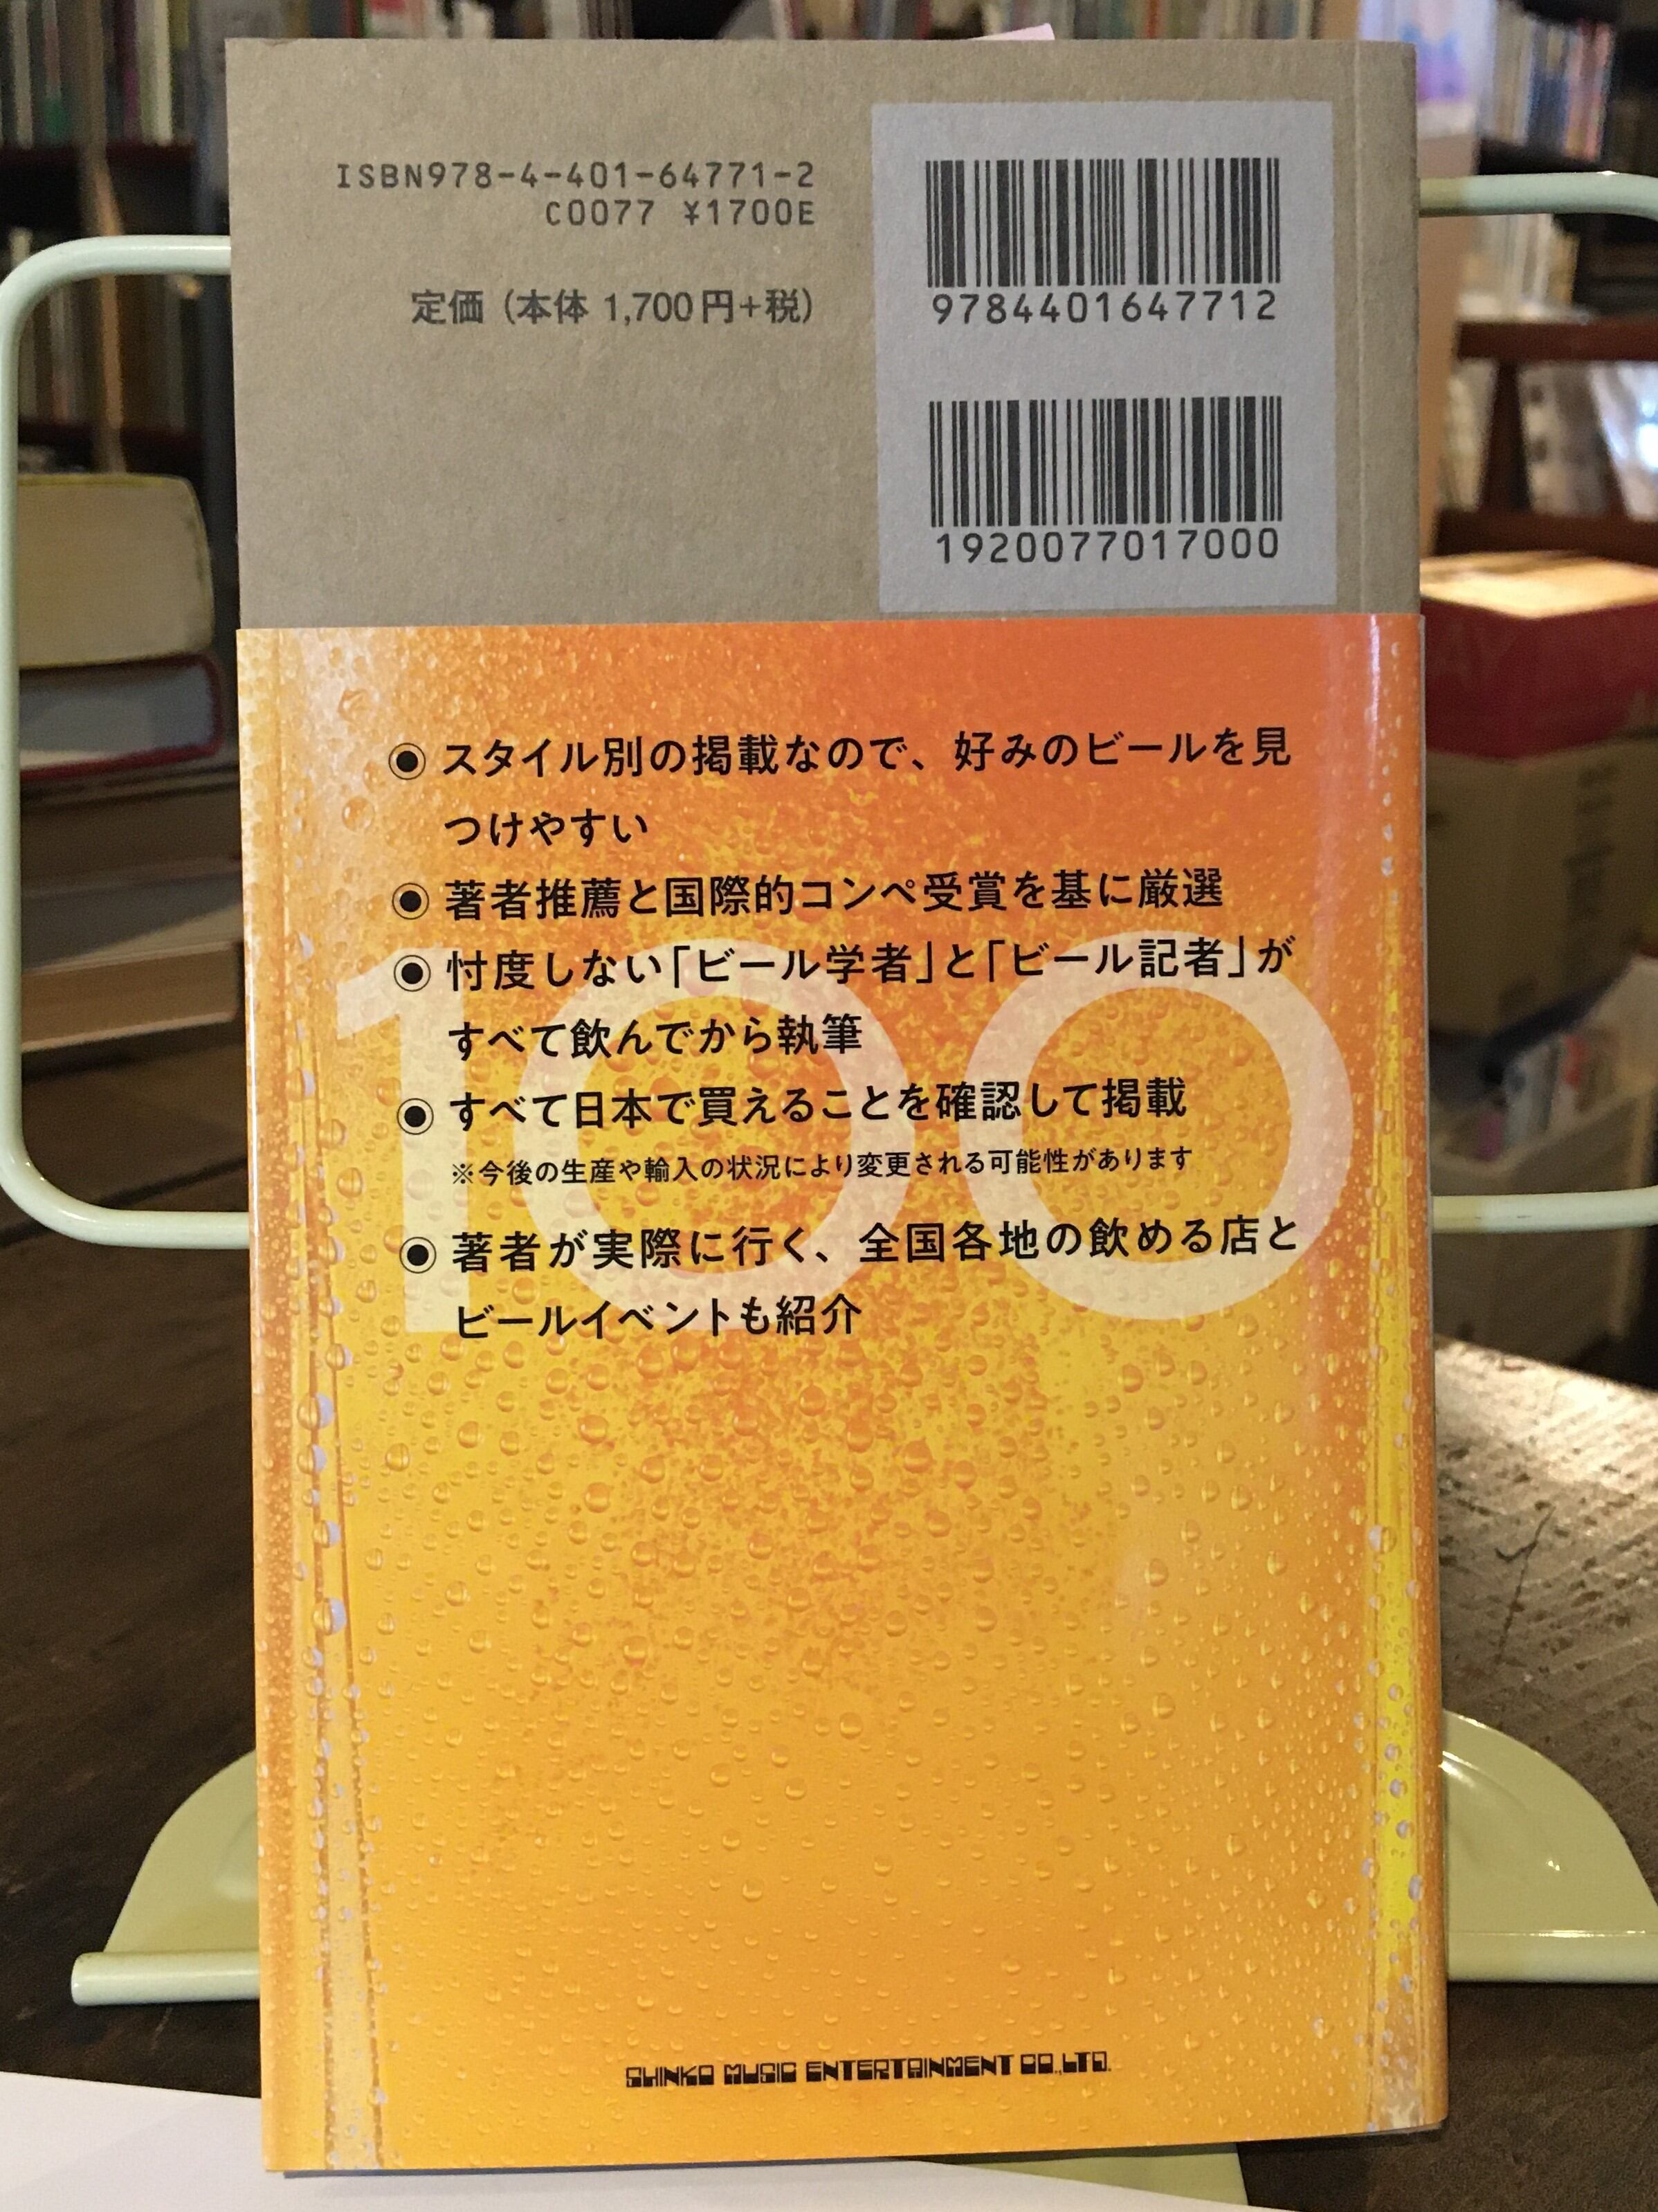 ISBN978-4-401-64771-2
C0077 ¥1700E
定価（本体 1,700円+税）
9784401647712
1920077017000
100
◉スタイル別の掲載なので、好みのビールを見
つけやすい
◉著者推薦と国際的コンペ受賞を基に厳選
◉忖度しない「ビール学者」と「ビール記者」が
すべて飲んでから執筆
◉すべて日本で買えることを確認して掲載
※今後の生産や輸入の状況により変更される可能性があります
◉著者が実際に行く、全国各地の飲める店と
ビールイベントも紹介
SHINKO MUSIC ENTERTAINMENT CO.,LTD.